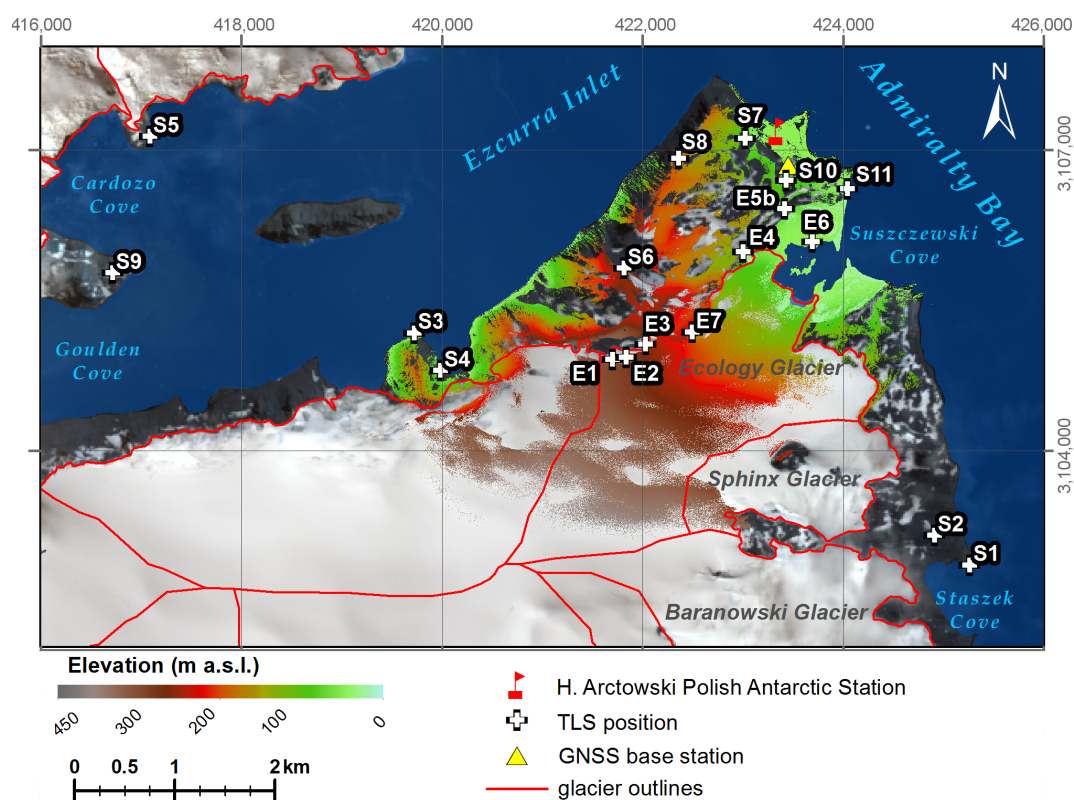 416,000
418,000
420,000
422,000
424,000
426,000
Ezcurra Inlet
Admiralty Bay
N
S5
S7
S8
3,107,000
Cardozo
Cove
S10
S11
E5b
E6
E4
Suszczewski
Cove
S9
S6
S3
E3
E7
Goulden
Cove
S4
E1
E2
Ecology Glacier
3,104,000
Sphinx Glacier
S2
S1
Staszek
Cove
Baranowski Glacier
Elevation (m a.s.l.)
450
300
200
100
0
0
0.5
1
2 km
H. Arctowski Polish Antarctic Station
TLS position
GNSS base station
glacier outlines